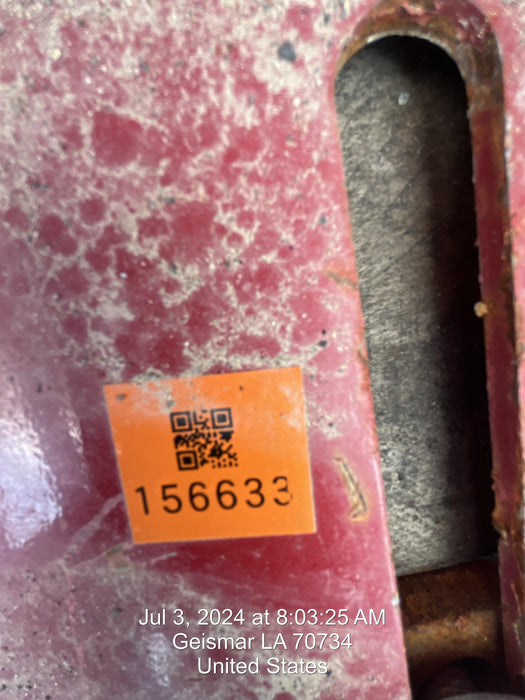 156633
Jul 3, 2024 at 8:03:25 AM
Geismar LA 70734
United States